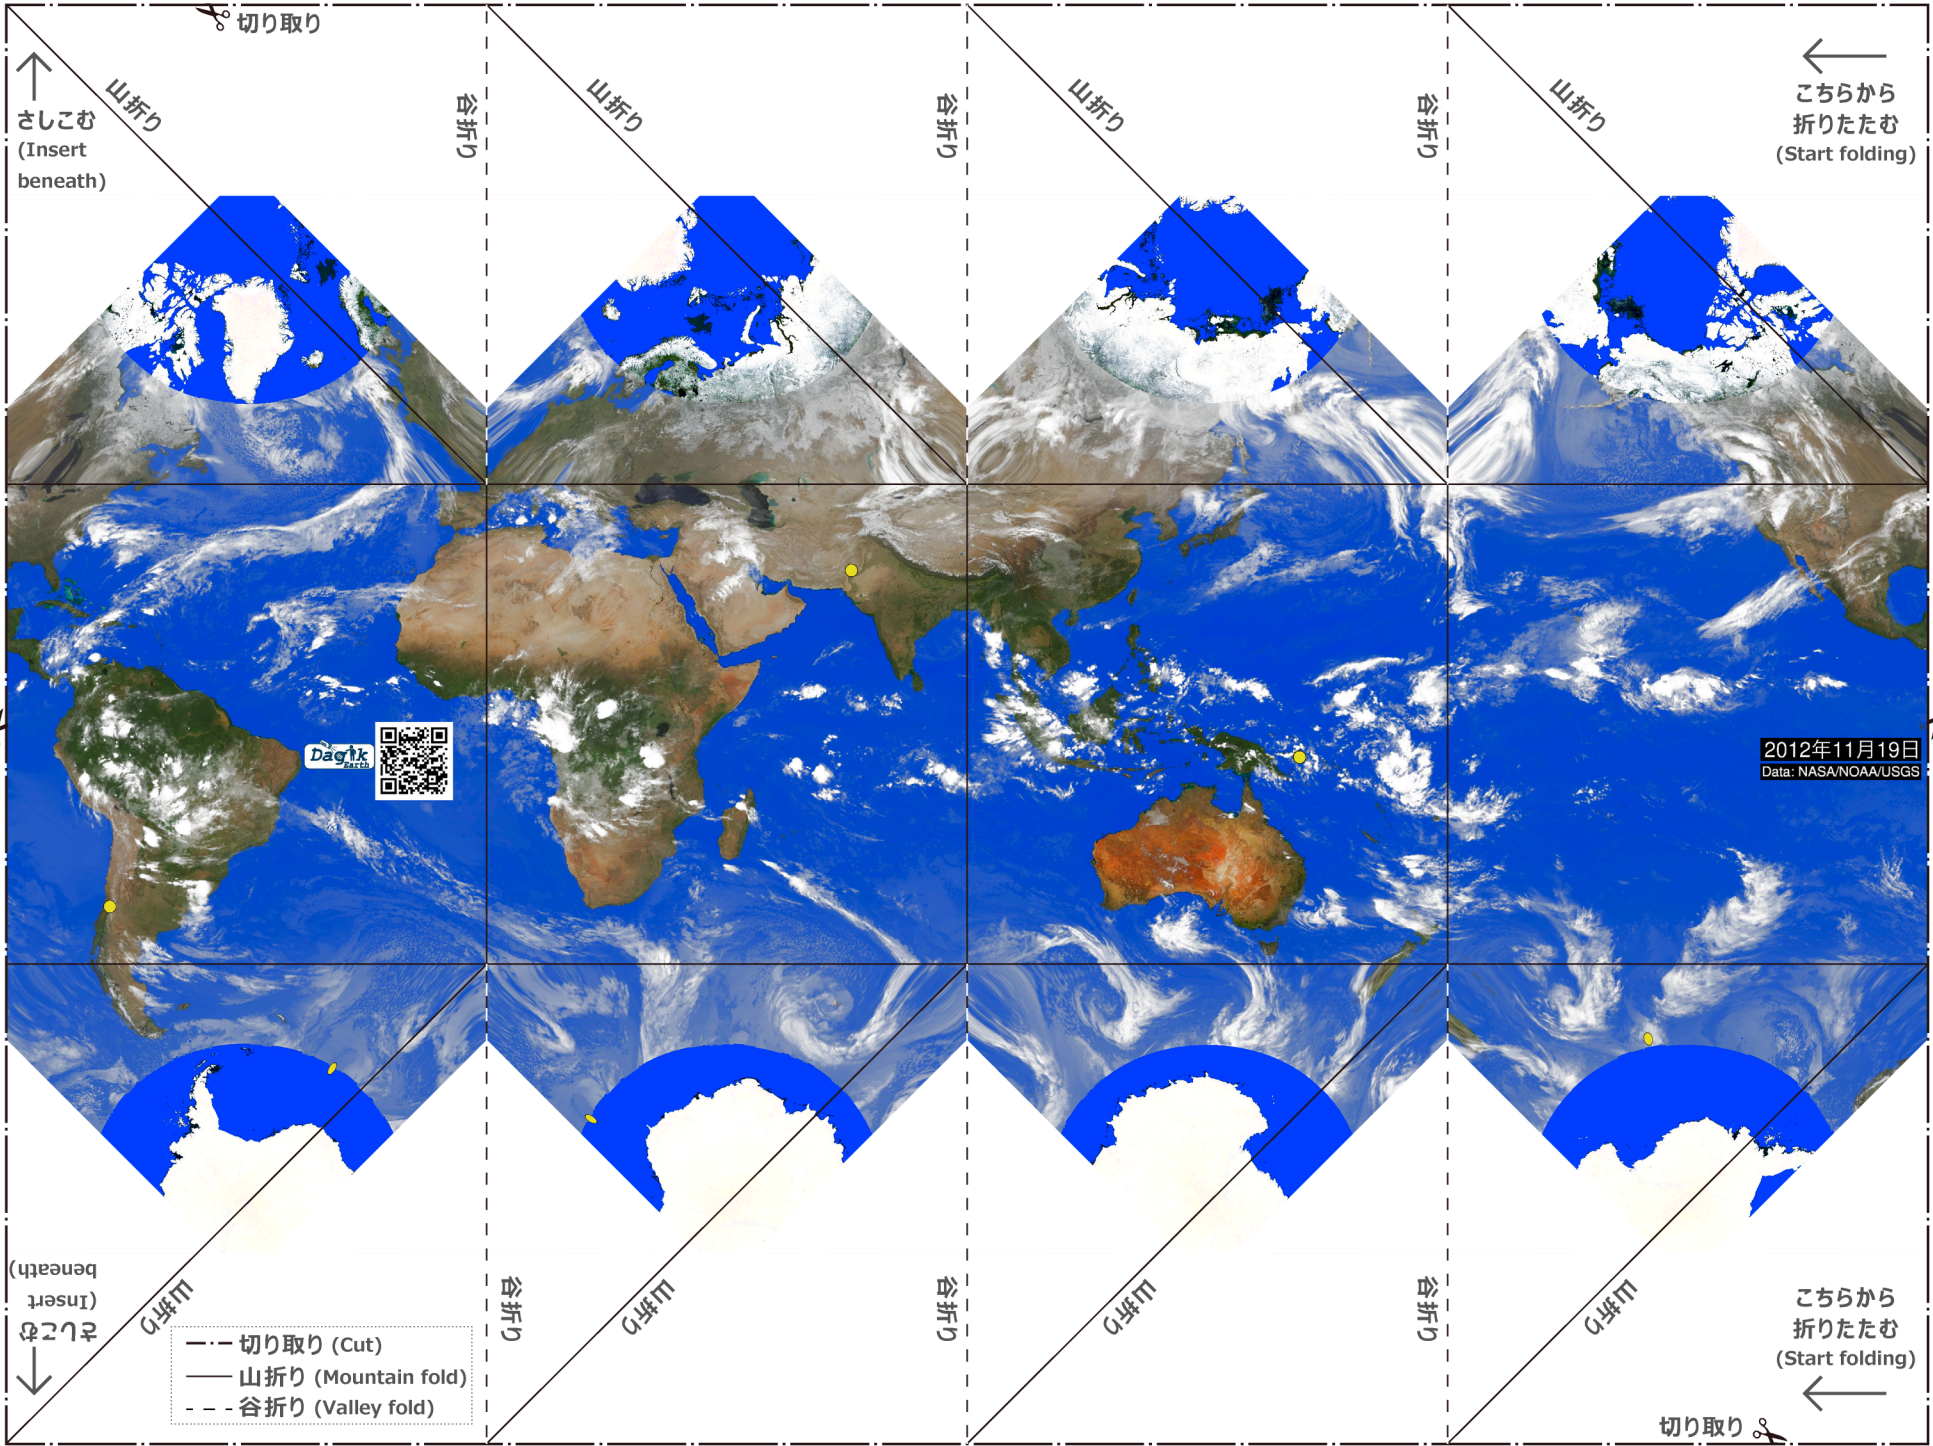 切り取り
山折り
谷折り
山折り
谷折り
山折り
谷折り
山折り
さしこむ
(Insert
beneath)
こちらから
折りたたむ
(Start folding)
Dagik
Earth
2012年11月19日
Data: NASA/NOAA/USGS
さしこむ
(Insert
beneath)
山折り
谷折り
山折り
谷折り
山折り
谷折り
山折り
切り取り (Cut)
山折り (Mountain fold)
谷折り (Valley fold)
こちらから
折りたたむ
(Start folding)
切り取り